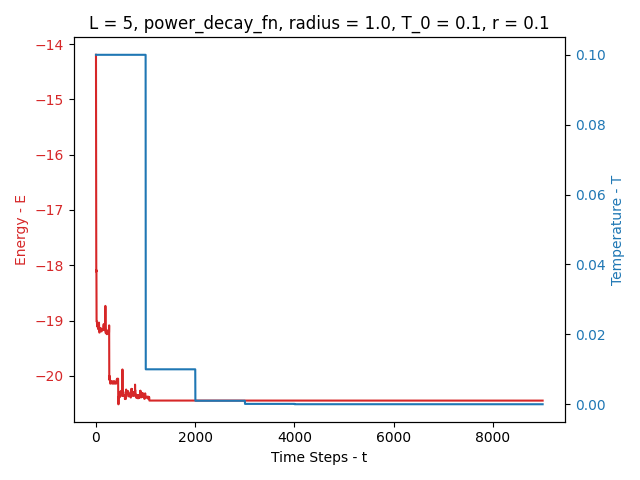 L = 5, power_decay_fn, radius = 1.0, T_0 = 0.1, r = 0.1
−14
−15
−16
−17
−18
−19
−20
Energy - E
0.10
0.08
0.06
0.04
0.02
0.00
Temperature - T
0 2000 4000 6000 8000
Time Steps - t